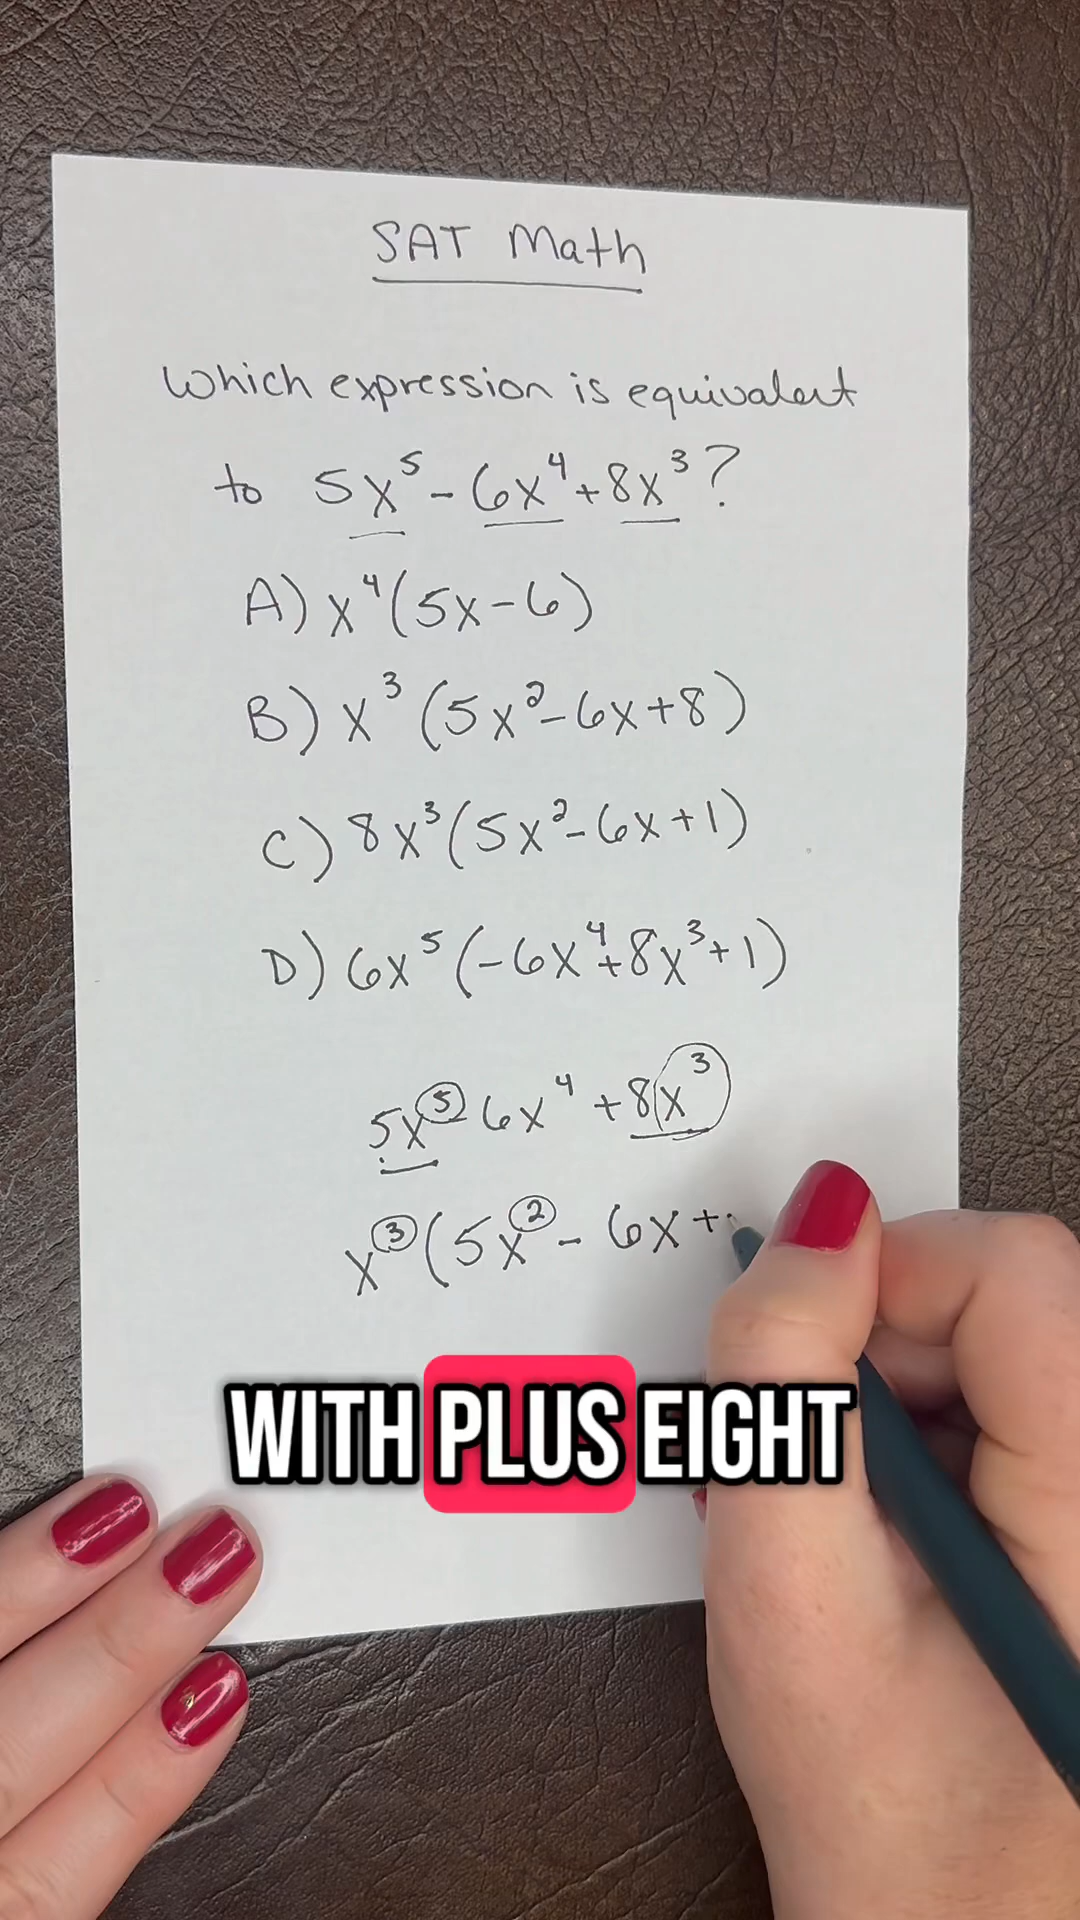 SAT Math
Which expression is equivalent
to 5x⁵ - 6x⁴ + 8x³?
A) x⁴(5x - 6)
B) x³(5x² - 6x + 8)
C) 8x³(5x² - 6x + 1)
D) 6x⁵(-6x⁴ + 8x³ + 1)
5x⁵ 6x⁴ + 8x³
x³(5x² - 6x +
WITH PLUS EIGHT